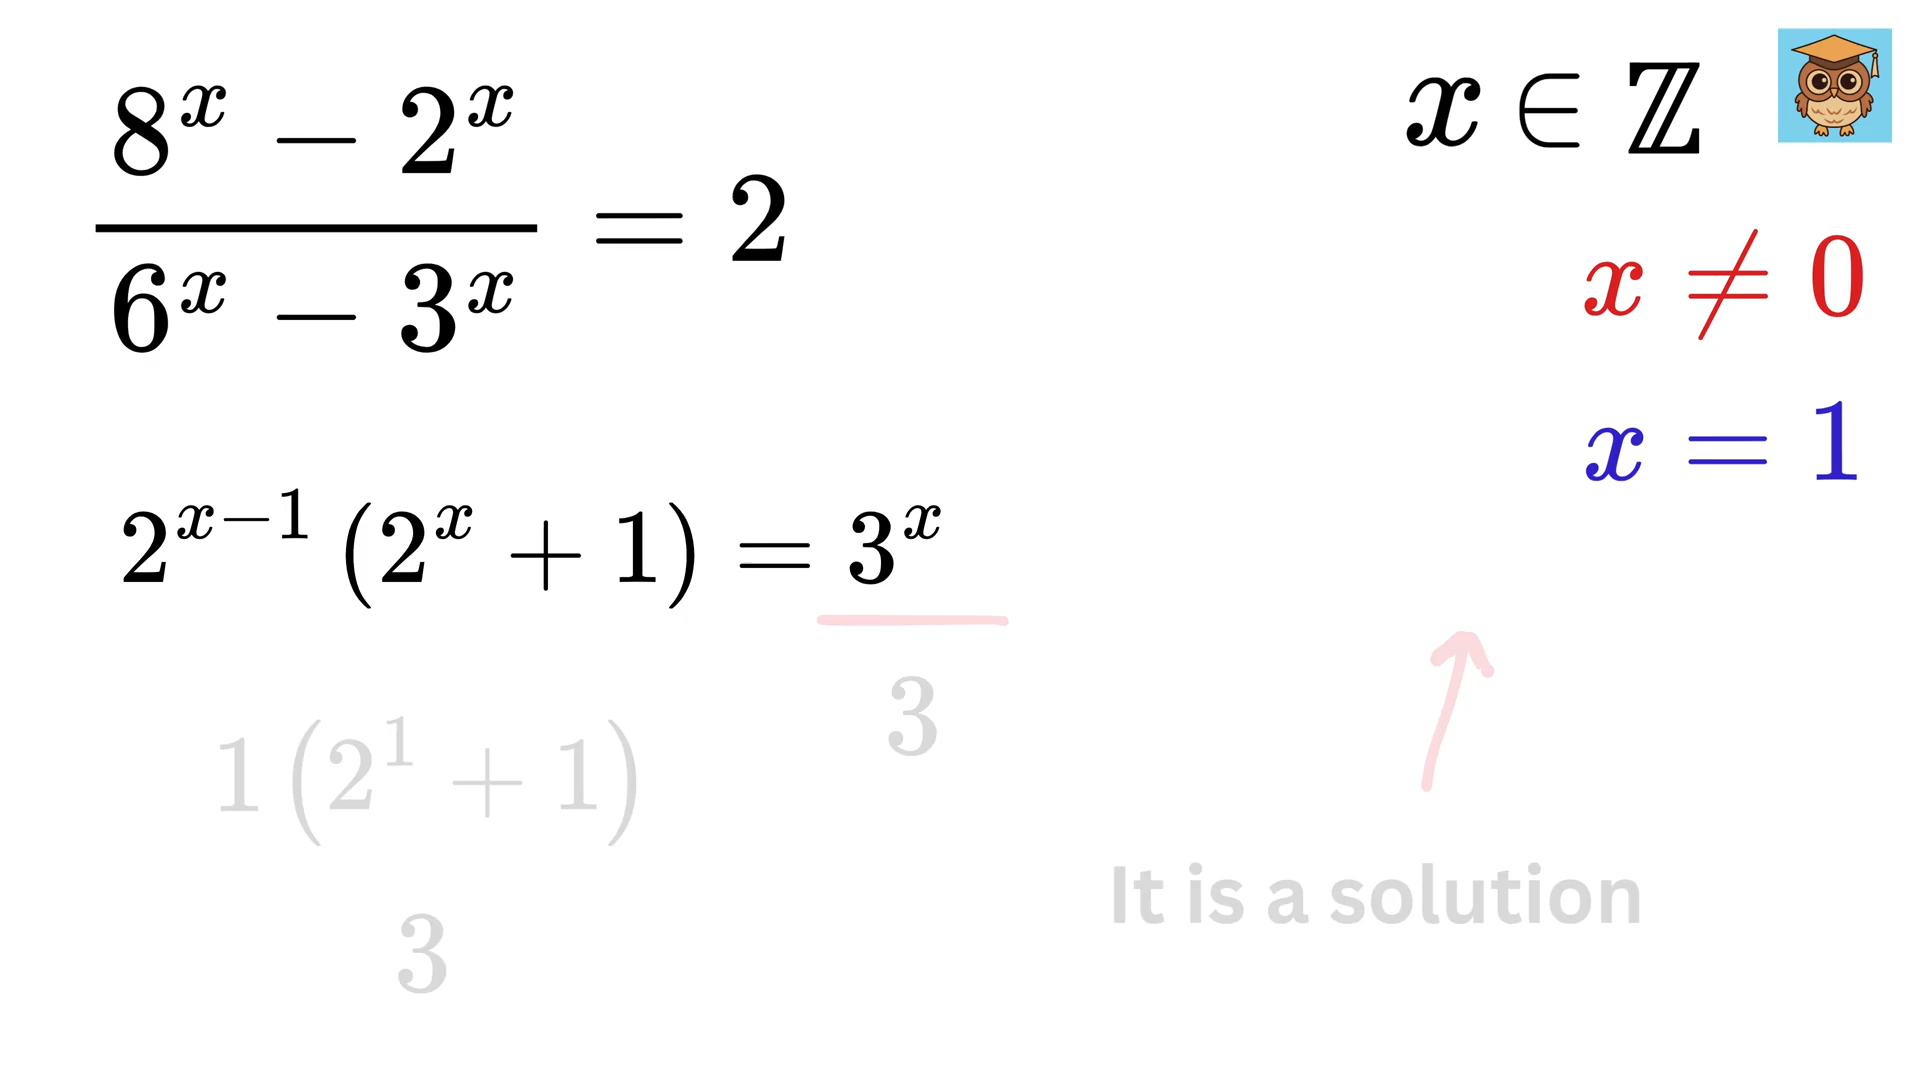 \frac{8^x - 2^x}{6^x - 3^x} = 2
x ∈ ℤ
x ≠ 0
x = 1
2^{x-1} (2^x + 1) = 3^x
3
1 (2^1 + 1)
It is a solution
3